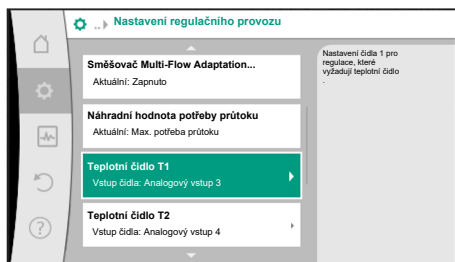 ..▸ Nastavení regulačního provozu
Směšovač Multi-Flow Adaptation...
Aktuální: Zapnuto
Náhradní hodnota potřeby průtoku
Aktuální: Max. potřeba průtoku
Teplotní čidlo T1
Vstup čidla: Analogový vstup 3
Teplotní čidlo T2
Vstup čidla: Analogový vstup 4
Nastavení čidla 1 pro
regulace, které
vyžadují teplotní čidlo
.